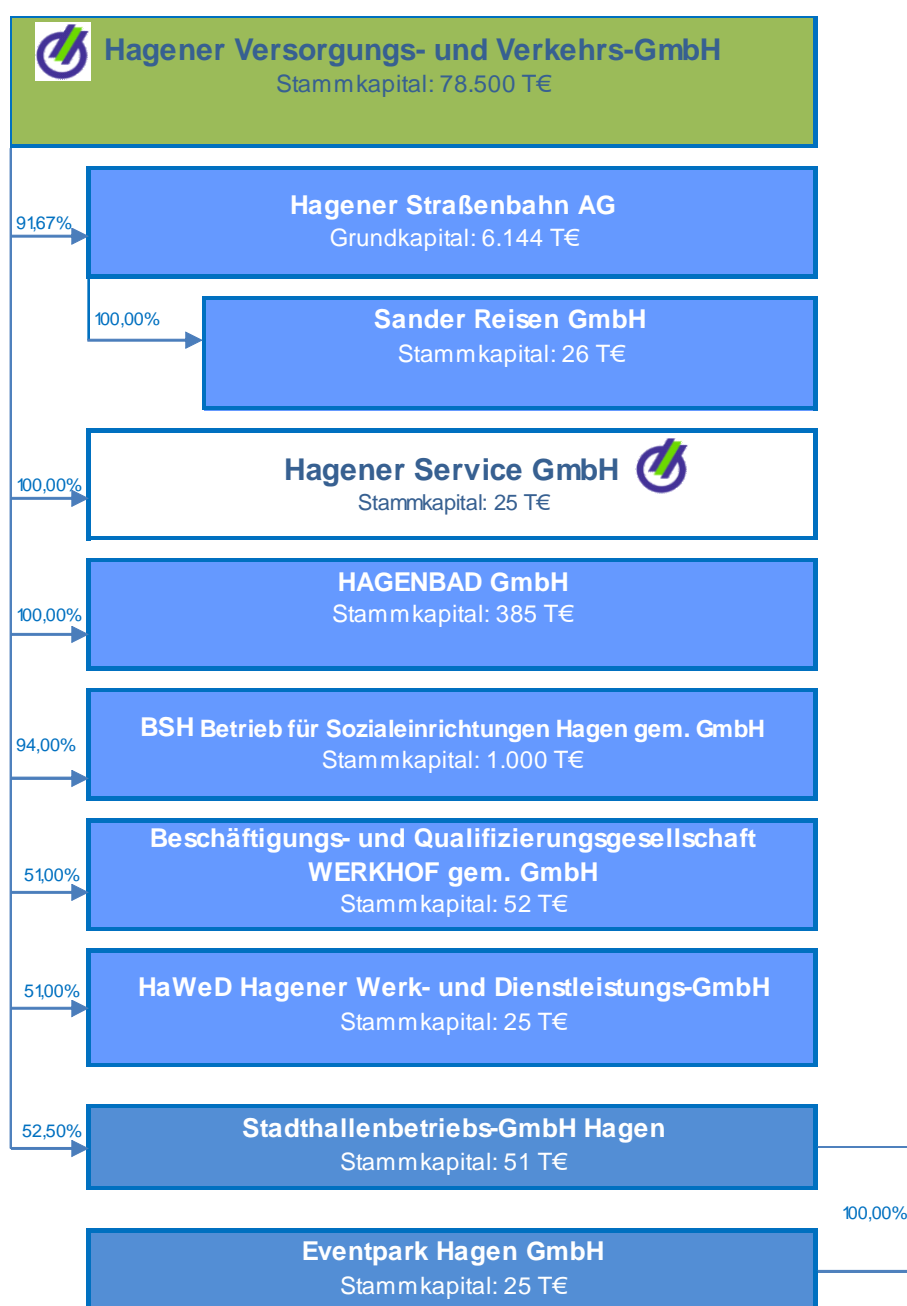 Hagener Versorgungs- und Verkehrs-GmbH
Stammkapital: 78.500 T€
91,67%
Hagener Straßenbahn AG
Grundkapital: 6.144 T€
100,00%
Sander Reisen GmbH
Stammkapital: 26 T€
100,00%
Hagener Service GmbH
Stammkapital: 25 T€
100,00%
HAGENBAD GmbH
Stammkapital: 385 T€
94,00%
BSH Betrieb für Sozialeinrichtungen Hagen gem. GmbH
Stammkapital: 1.000 T€
51,00%
Beschäftigungs- und Qualifizierungsgesellschaft
WERKHOF gem. GmbH
Stammkapital: 52 T€
51,00%
HaWeD Hagener Werk- und Dienstleistungs-GmbH
Stammkapital: 25 T€
52,50%
Stadthallenbetriebs-GmbH Hagen
Stammkapital: 51 T€
100,00%
Eventpark Hagen GmbH
Stammkapital: 25 T€